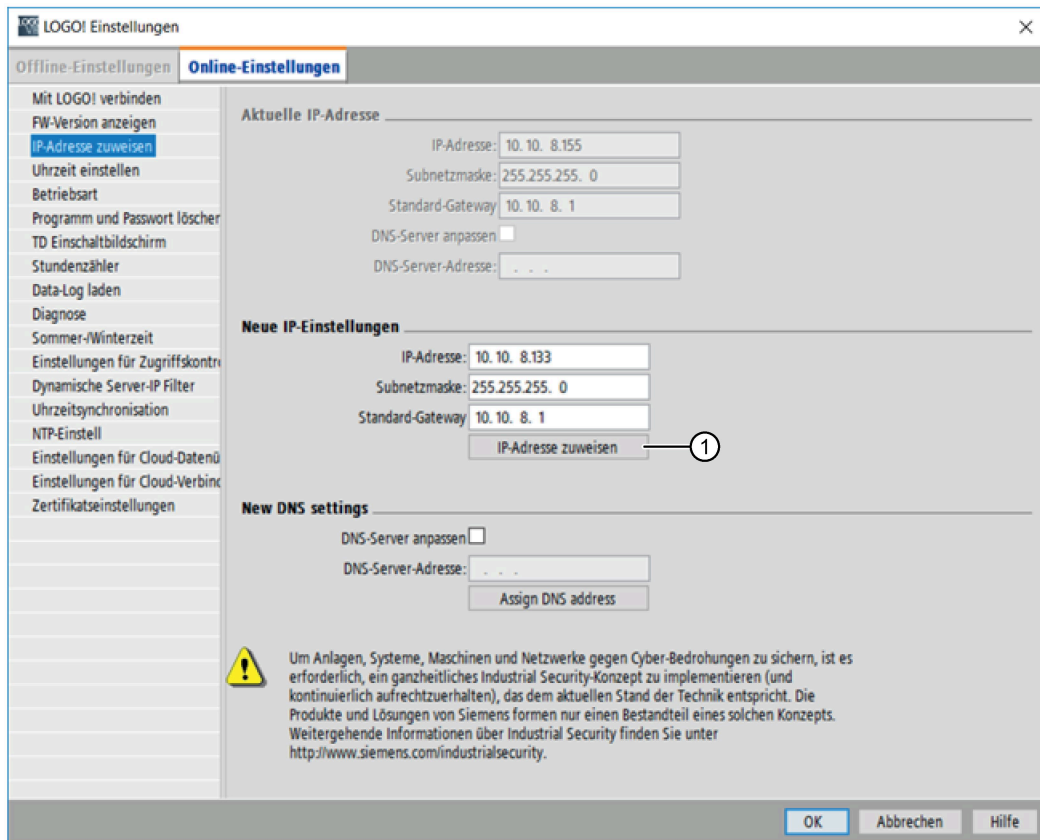 LOGO! Einstellungen
Offline-Einstellungen
Online-Einstellungen
Mit LOGO! verbinden
FW-Version anzeigen
IP-Adresse zuweisen
Uhrzeit einstellen
Betriebsart
Programm und Passwort löschen
TD Einschaltbildschirm
Stundenzähler
Data-Log laden
Diagnose
Sommer-/Winterzeit
Einstellungen für Zugriffskontr
Dynamische Server-IP Filter
Uhrzeitsynchronisation
NTP-Einstell
Einstellungen für Cloud-Datenü
Einstellungen für Cloud-Verbind
Zertifikatseinstellungen
Aktuelle IP-Adresse
IP-Adresse: 10. 10. 8.155
Subnetzmaske: 255.255.255. 0
Standard-Gateway 10. 10. 8. 1
DNS-Server anpassen
DNS-Server-Adresse: . . .
Neue IP-Einstellungen
IP-Adresse: 10. 10. 8.133
Subnetzmaske: 255.255.255. 0
Standard-Gateway 10. 10. 8. 1
IP-Adresse zuweisen 1
New DNS settings
DNS-Server anpassen
DNS-Server-Adresse: . . .
Assign DNS address
Um Anlagen, Systeme, Maschinen und Netzwerke gegen Cyber-Bedrohungen zu sichern, ist es
erforderlich, ein ganzheitliches Industrial Security-Konzept zu implementieren (und
kontinuierlich aufrechtzuerhalten), das dem aktuellen Stand der Technik entspricht. Die
Produkte und Lösungen von Siemens formen nur einen Bestandteil eines solchen Konzepts.
Weitergehende Informationen über Industrial Security finden Sie unter
http://www.siemens.com/industrialsecurity.
OK
Abbrechen
Hilfe